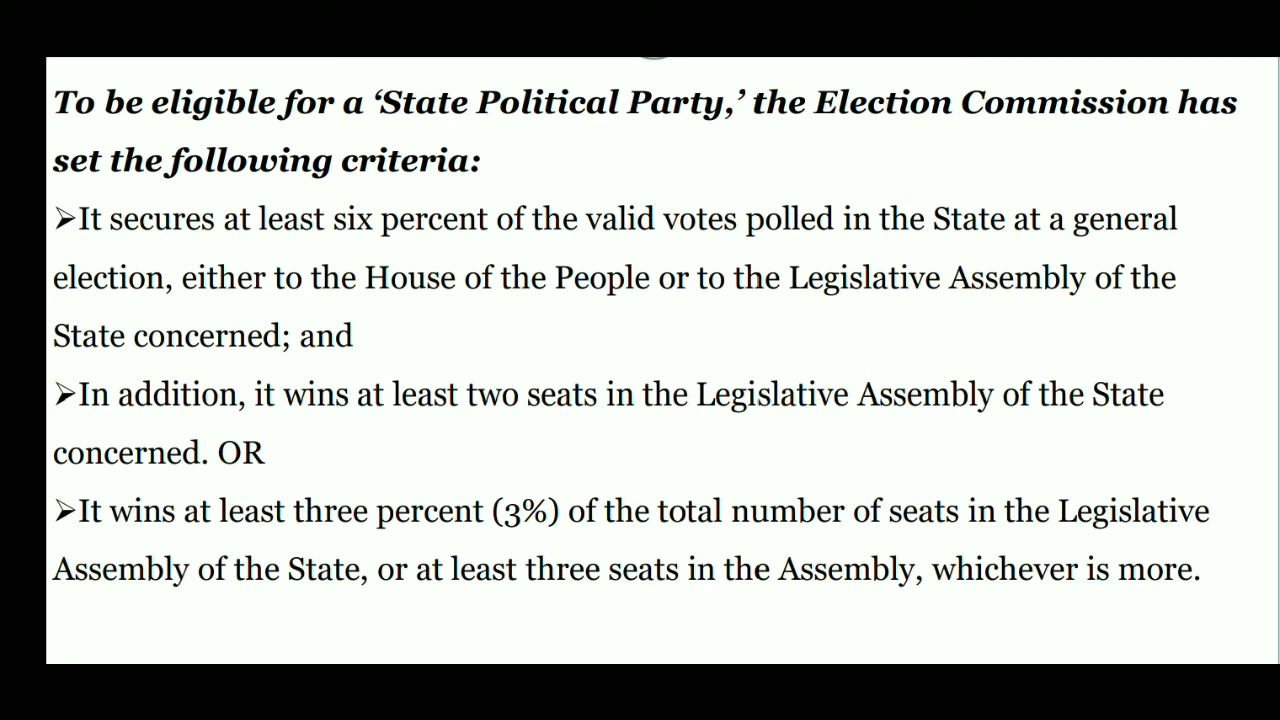 To be eligible for a ‘State Political Party,’ the Election Commission has
set the following criteria:
➢It secures at least six percent of the valid votes polled in the State at a general
election, either to the House of the People or to the Legislative Assembly of the
State concerned; and
➢In addition, it wins at least two seats in the Legislative Assembly of the State
concerned. OR
➢It wins at least three percent (3%) of the total number of seats in the Legislative
Assembly of the State, or at least three seats in the Assembly, whichever is more.